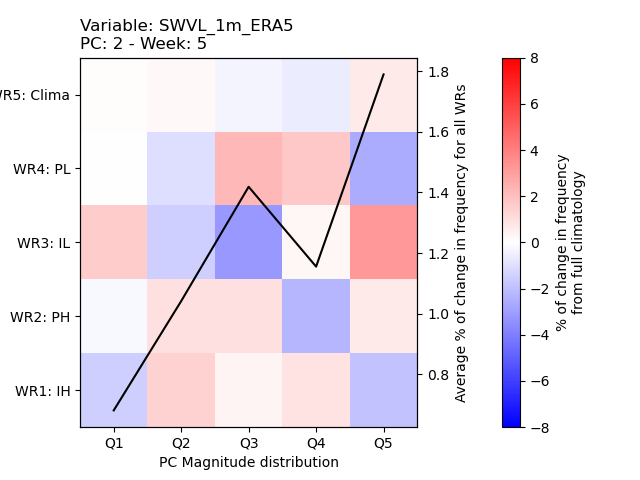 Variable: SWVL_1m_ERA5
PC: 2 - Week: 5
WR5: Clima
WR4: PL
WR3: IL
WR2: PH
WR1: IH
Q1 Q2 Q3 Q4 Q5
PC Magnitude distribution
1.8
1.6
1.4
1.2
1.0
0.8
Average % of change in frequency for all WRs
8
6
4
2
0
−2
−4
−6
−8
% of change in frequency
from full climatology